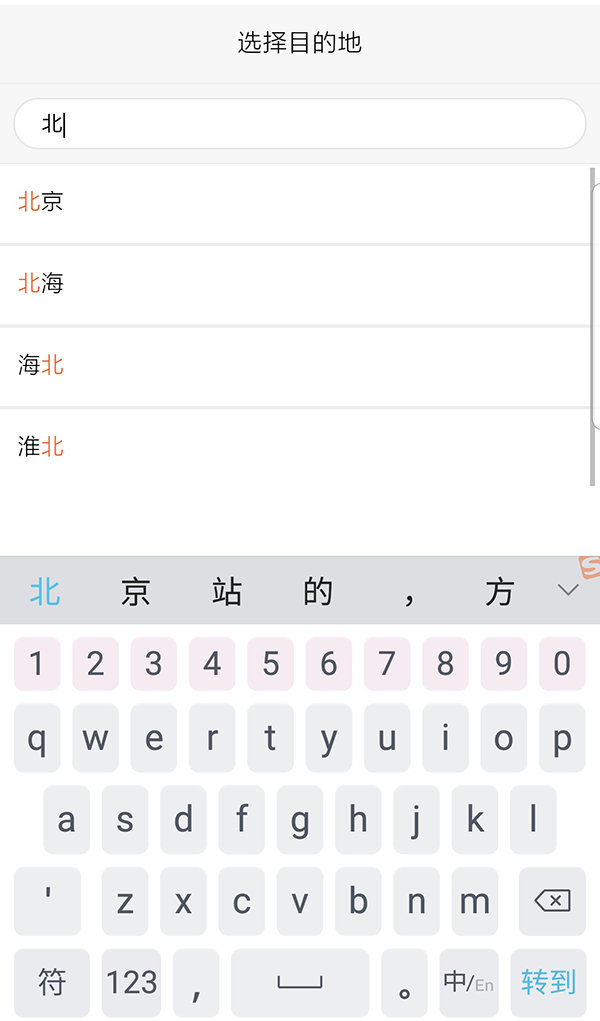 选择目的地
北
北京
北海
海北
淮北
北 京 站 的 ， 方
1 2 3 4 5 6 7 8 9 0
q w e r t y u i o p
a s d f g h j k l
' z x c v b n m
符 123 , 。 中/En 转到